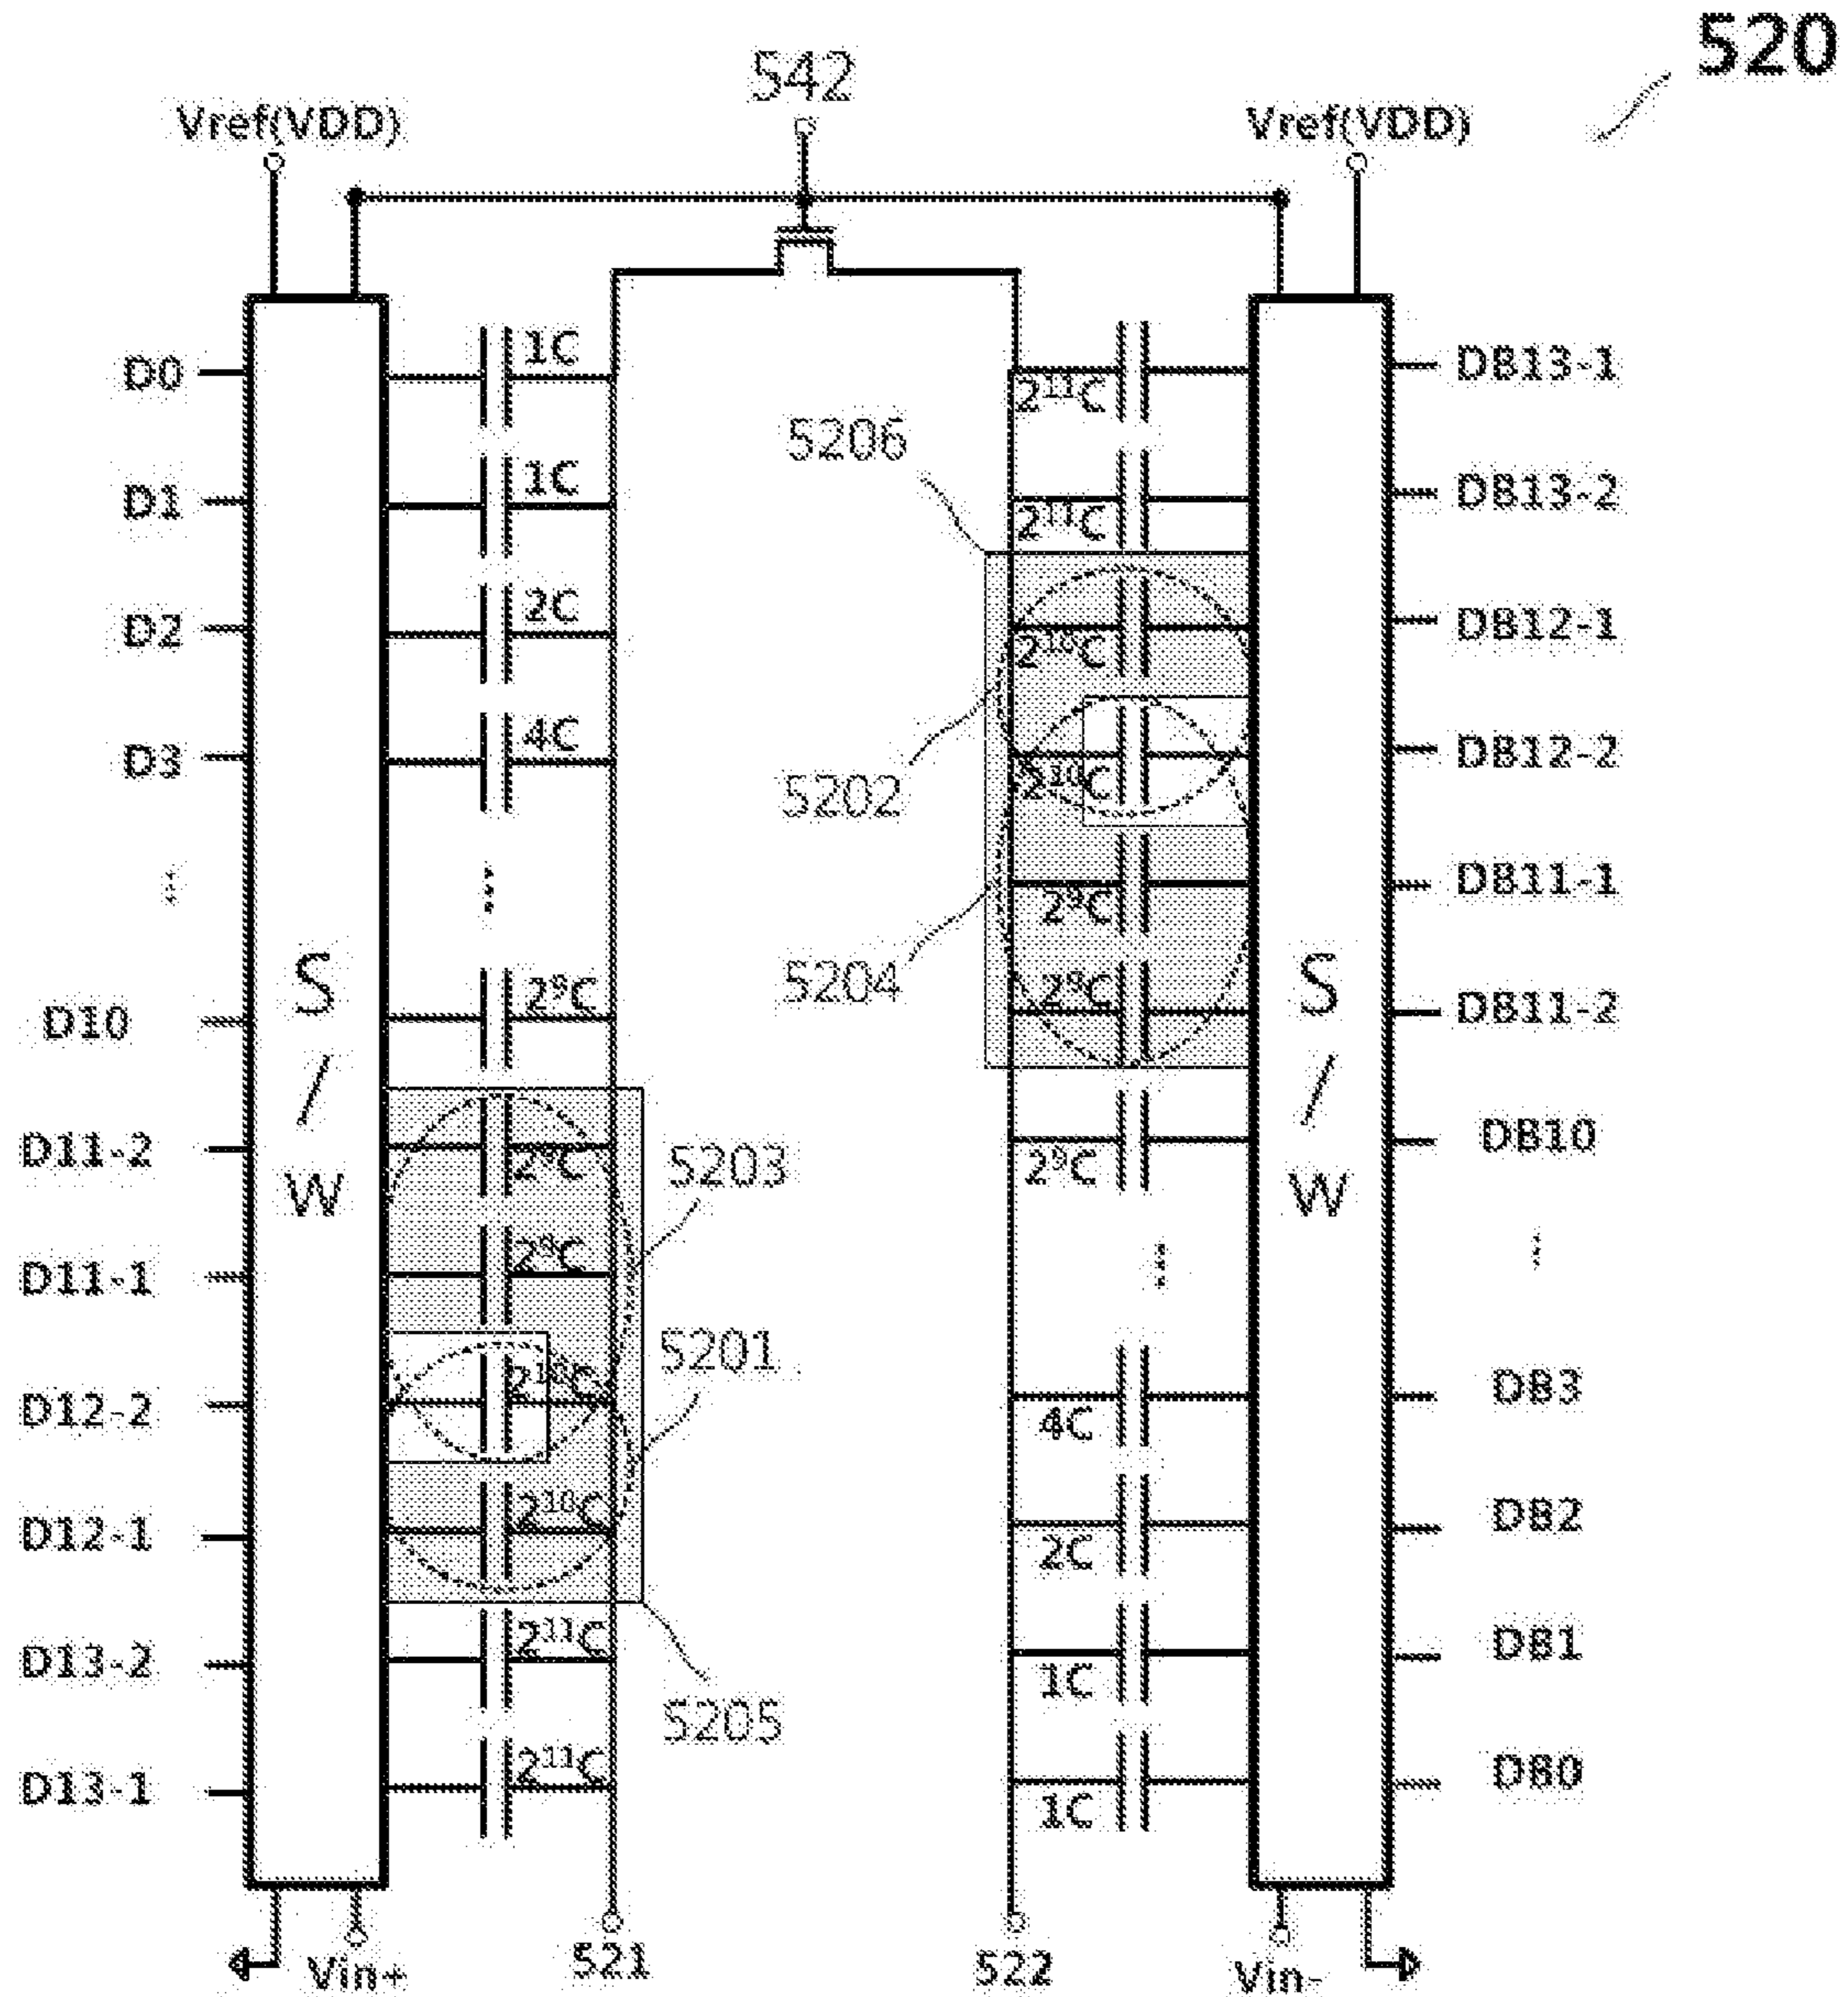 520
542
Vref(VDD)
Vref(VDD)
D0
1C
2¹¹C
DB13-1
5206
D1
1C
2¹¹C
DB13-2
D2
2C
2¹⁰C
DB12-1
D3
4C
5202
2¹⁰C
DB12-2
...
...
2⁹C
DB11-1
5204
D10
2⁹C
2⁹C
DB11-2
S
/
W
S
/
W
D11-2
2⁹C
5203
2⁹C
DB10
D11-1
2⁹C
...
...
D12-2
2¹⁰C
5201
4C
DB3
D12-1
2¹⁰C
2C
DB2
D13-2
2¹¹C
5205
1C
DB1
D13-1
2¹¹C
1C
DB0
Vin+
521
522
Vin-